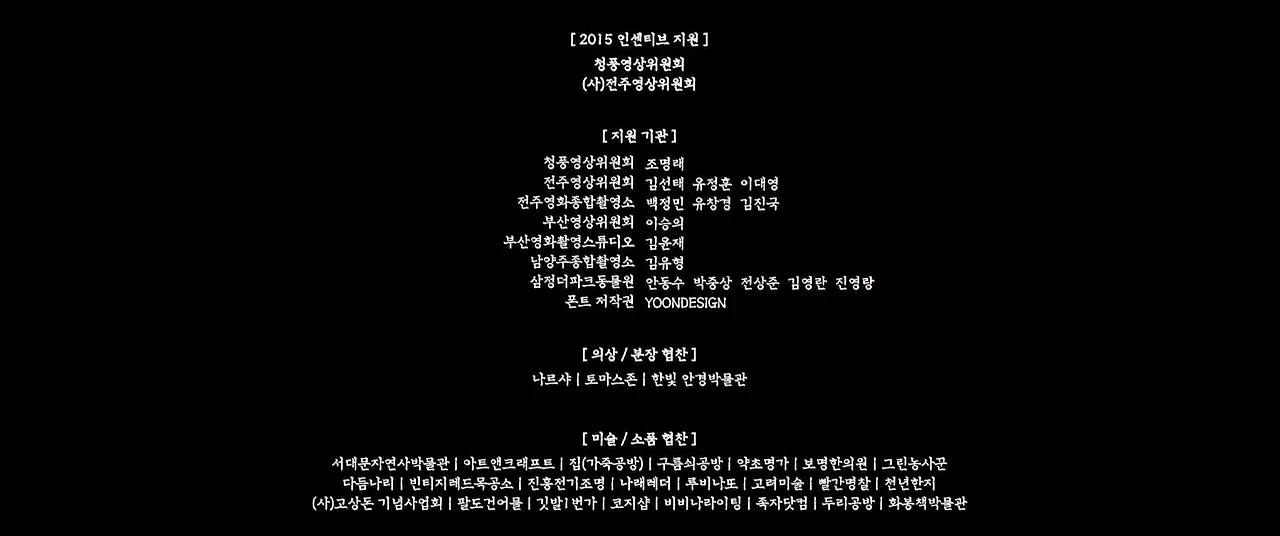 [ 2015 인센티브 지원 ]
청풍영상위원회
(사)전주영상위원회
[ 지원 기관 ]
청풍영상위원회 조명래
전주영상위원회 김선태 유정훈 이대영
전주영화종합촬영소 백정민 유창경 김진국
부산영상위원회 이승의
부산영화촬영스튜디오 김윤재
남양주종합촬영소 김유형
삼정더파크동물원 안동수 박중상 전상준 김영란 진영랑
폰트 저작권 YOONDESIGN
[ 의상 / 분장 협찬 ]
나르샤 | 토마스존 | 한빛 안경박물관
[ 미술 / 소품 협찬 ]
서대문자연사박물관 | 아트앤크래프트 | 집(가죽공방) | 구름쇠공방 | 약초명가 | 보명한의원 | 그린농사꾼
다듬나리 | 빈티지레드목공소 | 진흥전기조명 | 나래레더 | 루비나또 | 고려미술 | 빨간명찰 | 천년한지
(사)고상돈 기념사업회 | 팔도건어물 | 깃발1번가 | 코지샵 | 비비나라이팅 | 족자닷컴 | 두리공방 | 화봉책박물관